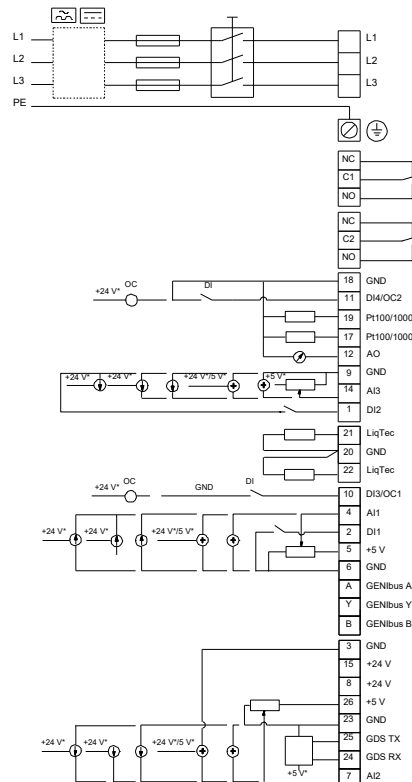 L1 L1
L2 L2
L3 L3
PE
NC
C1
NO
NC
C2
NO
18 GND
+24 V* OC DI 11 DI4/OC2
19 Pt100/1000
17 Pt100/1000
12 AO
9 GND
+24 V* +24 V* +24 V*/5 V* +5 V* 14 AI3
1 DI2
21 LiqTec
20 GND
22 LiqTec
+24 V* OC GND DI 10 DI3/OC1
4 AI1
+24 V* +24 V* +24 V*/5 V* 2 DI1
5 +5 V
6 GND
A GENIbus A
Y GENIbus Y
B GENIbus B
3 GND
15 +24 V
8 +24 V
26 +5 V
23 GND
25 GDS TX
+24 V* +24 V* +24 V*/5 V* 24 GDS RX
+5 V* 7 AI2